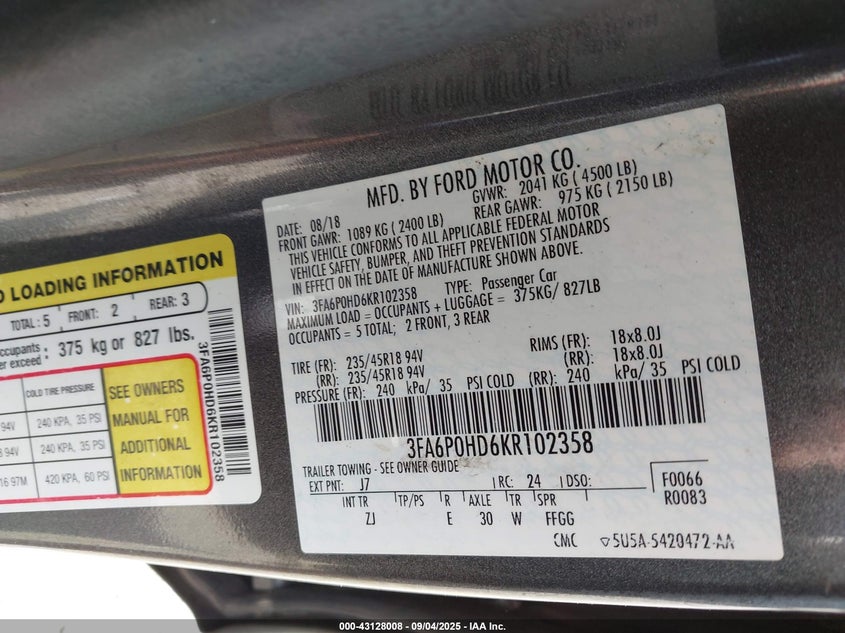 MFD. BY FORD MOTOR CO.
DATE: 08/18 GVWR: 2041 KG ( 4500 LB)
FRONT GAWR: 1089 KG ( 2400 LB) REAR GAWR: 975 KG ( 2150 LB)
THIS VEHICLE CONFORMS TO ALL APPLICABLE FEDERAL MOTOR
VEHICLE SAFETY, BUMPER, AND THEFT PREVENTION STANDARDS
IN EFFECT ON THE DATE OF MANUFACTURE SHOWN ABOVE.
VIN: 3FA6P0HD6KR102358 TYPE: Passenger Car
MAXIMUM LOAD = OCCUPANTS + LUGGAGE = 375KG/ 827LB
OCCUPANTS = 5 TOTAL; 2 FRONT, 3 REAR
TIRE (FR): 235/45R18 94V RIMS (FR): 18x8.0J
(RR): 235/45R18 94V (RR): 18x8.0J
PRESSURE (FR): 240 kPa/ 35 PSI COLD (RR): 240 kPa/ 35 PSI COLD
3FA6P0HD6KR102358
TRAILER TOWING - SEE OWNER GUIDE
EXT PNT: J7 RC: 24 DSO: F0066
R0083
INT TR TP/PS R AXLE TR SPR
ZJ E 30 W FFGG
CMC 5U5A-5420472-AA
LOADING INFORMATION
TOTAL: 5 FRONT: 2 REAR: 3
375 kg or 827 lbs.
er exceed:
COLD TIRE PRESSURE
94V 240 KPA, 35 PSI
94V 240 KPA, 35 PSI
16 97M 420 KPA, 60 PSI
SEE OWNERS
MANUAL FOR
ADDITIONAL
INFORMATION
3FA6P0HD6KR102358
000-43128008 - 09/04/2025 - IAA Inc.